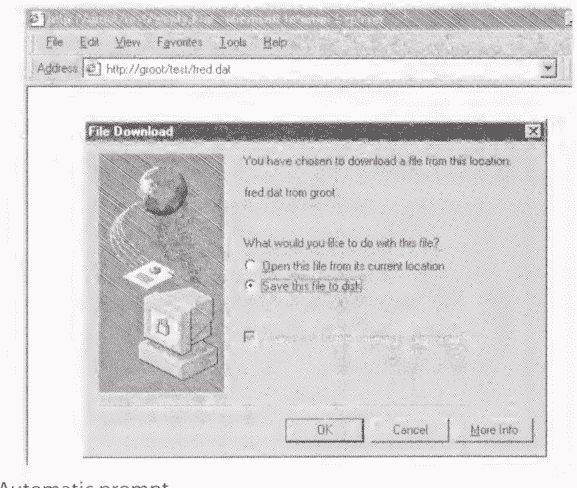 File Edit View Favorites Tools Help
Address http://groot/test/fred.dat
File Download
You have chosen to download a file from this location.
fred.dat from groot
What would you like to do with this file?
Open this file from its current location
Save this file to disk
OK Cancel More Info
Automatic prompt